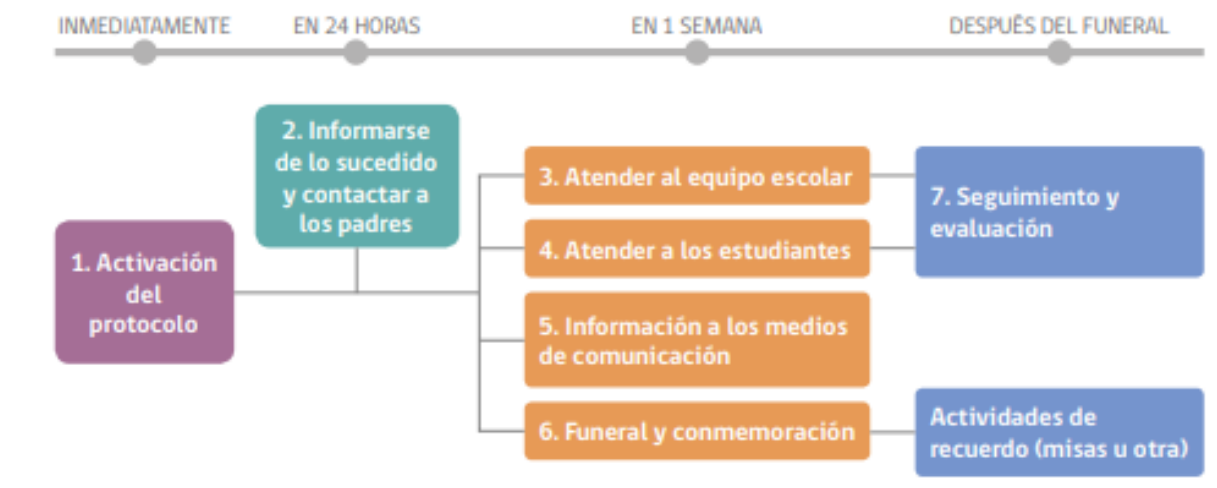 INMEDIATAMENTE
EN 24 HORAS
EN 1 SEMANA
DESPUÊS DEL FUNERAL
1. Activación
del
protocolo
2. Informarse
de lo sucedido
y contactar a
los padres
3. Atender al equipo escolar
4. Atender a los estudiantes
5. Información a los medios
de comunicación
6. Funeral y conmemoración
7. Seguimiento y
evaluación
Actividades de
recuerdo (misas u otra)